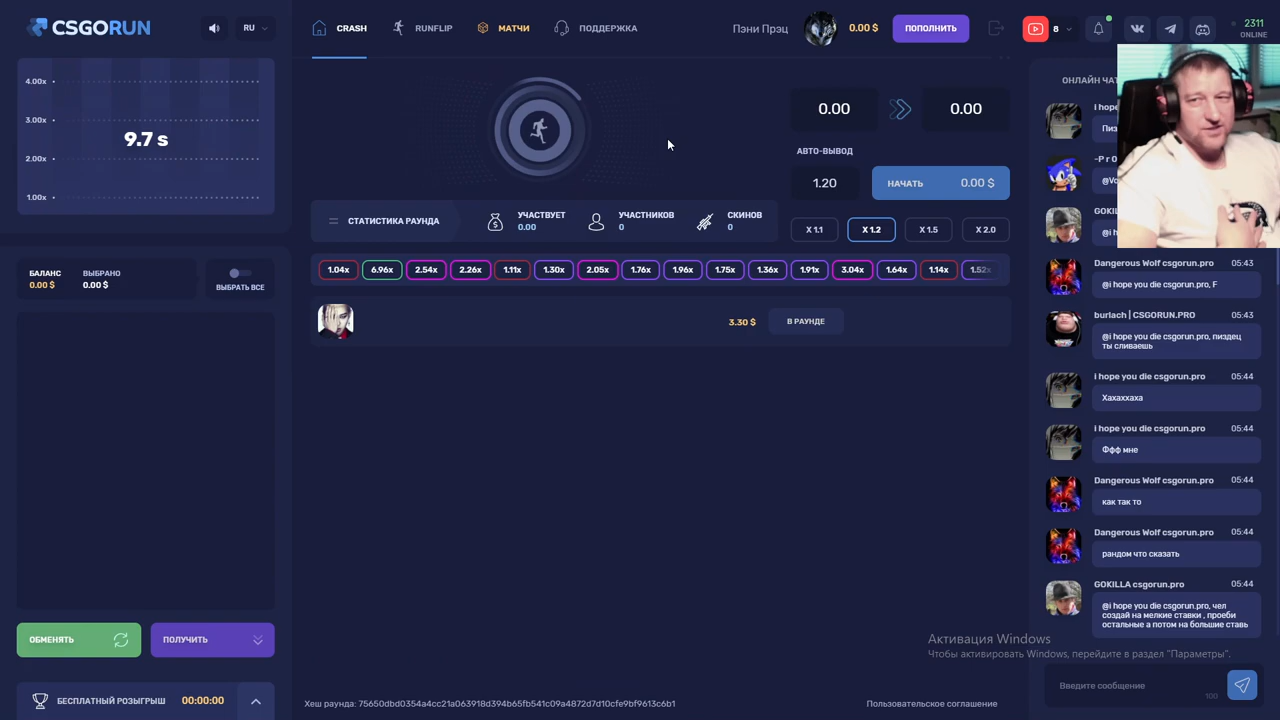 CSGORUN
RU
CRASH
RUNFLIP
МАТЧИ
ПОДДЕРЖКА
Пэни Прэц
0.00 $
ПОПОЛНИТЬ
8
2311
ONLINE
4.00x
3.00x
2.00x
1.00x
9.7 s
0.00
0.00
АВТО-ВЫВОД
1.20
НАЧАТЬ 0.00 $
СТАТИСТИКА РАУНДА
УЧАСТВУЕТ
0.00
УЧАСТНИКОВ
0
СКИНОВ
0
X 1.1
X 1.2
X 1.5
X 2.0
1.04x 6.96x 2.54x 2.26x 1.11x 1.30x 2.05x 1.76x 1.96x 1.75x 1.36x 1.91x 3.04x 1.64x 1.14x 1.52x
3.30 $
В РАУНДЕ
БАЛАНС
0.00 $
ВЫБРАНО
0.00 $
ВЫБРАТЬ ВСЕ
ОБМЕНЯТЬ
ПОЛУЧИТЬ
БЕСПЛАТНЫЙ РОЗЫГРЫШ 00:00:00
Хеш раунда: 75650dbd0354a4cc21a063918d394b65fb541c09a4872d7d10cfe9bf9613c6b1
Пользовательское соглашение
ОНЛАЙН ЧАТ
i hope
-P r O
GOKIL
Dangerous Wolf csgorun.pro 05:43
@i hope you die csgorun.pro, F
burlach | CSGORUN.PRO 05:43
@i hope you die csgorun.pro, пиздец
ты сливаешь
i hope you die csgorun.pro 05:44
Хахаххаха
i hope you die csgorun.pro 05:44
Ффф мне
Dangerous Wolf csgorun.pro 05:44
как так то
Dangerous Wolf csgorun.pro 05:44
рандом что сказать
GOKILLA csgorun.pro 05:44
@i hope you die csgorun.pro, чел
создай на мелкие ставки , проеби
остальные а потом на большие ставь
Активация Windows
Чтобы активировать Windows, перейдите в раздел "Параметры".
Введите сообщение
100